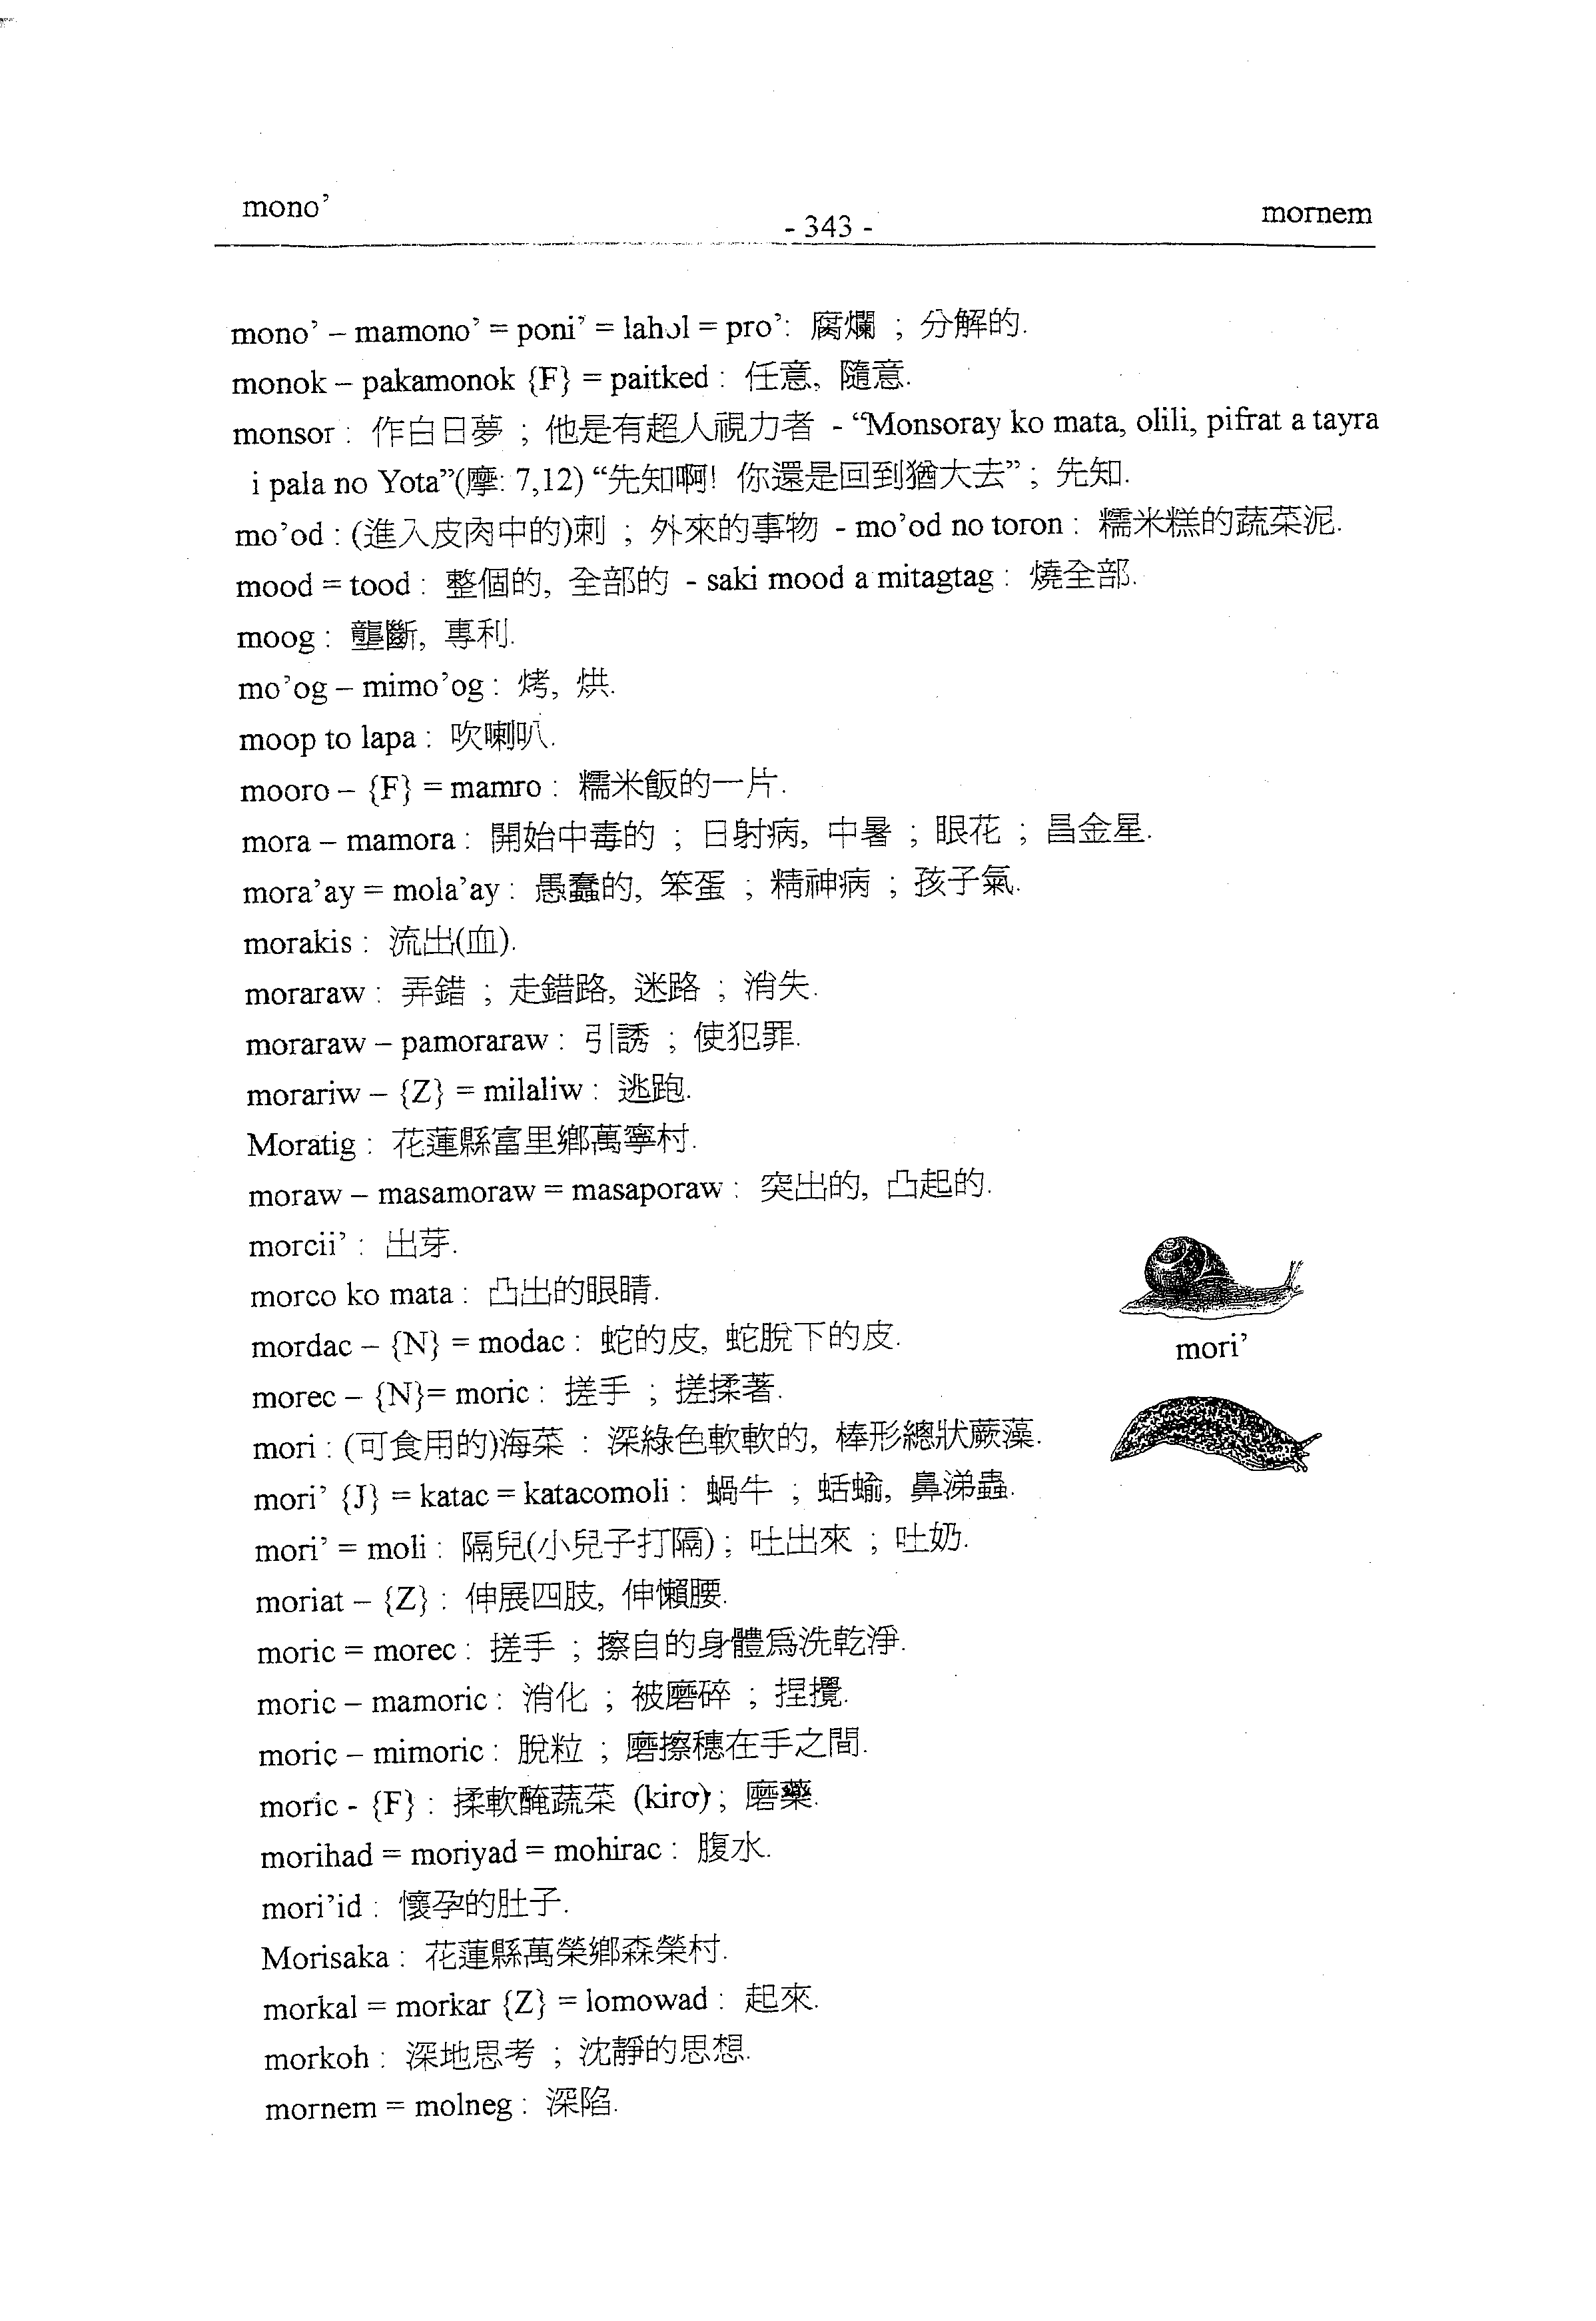 mono’
- 343 -
mornem
mono’ – mamono’ = poni’ = lahol = pro’: 腐爛 ; 分解的.
monok – pakamonok {F} = paitked : 任意, 隨意.
monsor : 作白日夢 ; 他是有超人視力者 - “Monsoray ko mata, olili, pifrat a tayra
i pala no Yota”(摩: 7,12) “先知啊! 你還是回到猶大去” ; 先知.
mo’od : (進入皮肉中的)刺 ; 外來的事物 - mo’od no toron : 糯米糕的蔬菜泥.
mood = tood : 整個的, 全部的 - saki mood a mitagtag : 燒全部.
moog : 壟斷, 專利.
mo’og – mimo’og : 烤, 烘.
moop to lapa : 吹喇叭.
mooro – {F} = mamro : 糯米飯的一片.
mora – mamora : 開始中毒的 ; 日射病, 中暑 ; 眼花 ; 昌金星.
mora’ay = mola’ay : 愚蠢的, 笨蛋 ; 精神病 ; 孩子氣.
morakis : 流出(血).
moraraw : 弄錯 ; 走錯路, 迷路 ; 消失.
moraraw – pamoraraw : 引誘 ; 使犯罪.
morariw – {Z} = milaliw : 逃跑.
Moratig : 花蓮縣富里鄉萬寧村.
moraw – masamoraw = masaporaw : 突出的, 凸起的.
morcii’ : 出芽.
morco ko mata : 凸出的眼睛.
mordac – {N} = modac : 蛇的皮, 蛇脫下的皮.
mori’
morec – {N}= moric : 搓手 ; 搓揉著.
mori : (可食用的)海菜 : 深綠色軟軟的, 棒形總狀蕨藻.
mori’ {J} = katac = katacomoli : 蝸牛 ; 蛞蝓, 鼻涕蟲.
mori’ = moli : 隔兒(小兒子打隔) ; 吐出來 ; 吐奶.
moriat – {Z} : 伸展四肢, 伸懶腰.
moric = morec : 搓手 ; 擦自的身體爲洗乾淨.
moric – mamoric : 消化 ; 被磨碎 ; 捏攪.
moric – mimoric : 脫粒 ; 磨擦穗在手之間.
moric - {F} : 揉軟醃蔬菜 (kiro) ; 磨藥.
morihad = moriyad = mohirac : 腹水.
mori’id : 懷孕的肚子.
Morisaka : 花蓮縣萬榮鄉森榮村.
morkal = morkar {Z} = lomowad : 起來.
morkoh : 深地思考 ; 沈靜的思想.
mornem = molneg : 深陷.